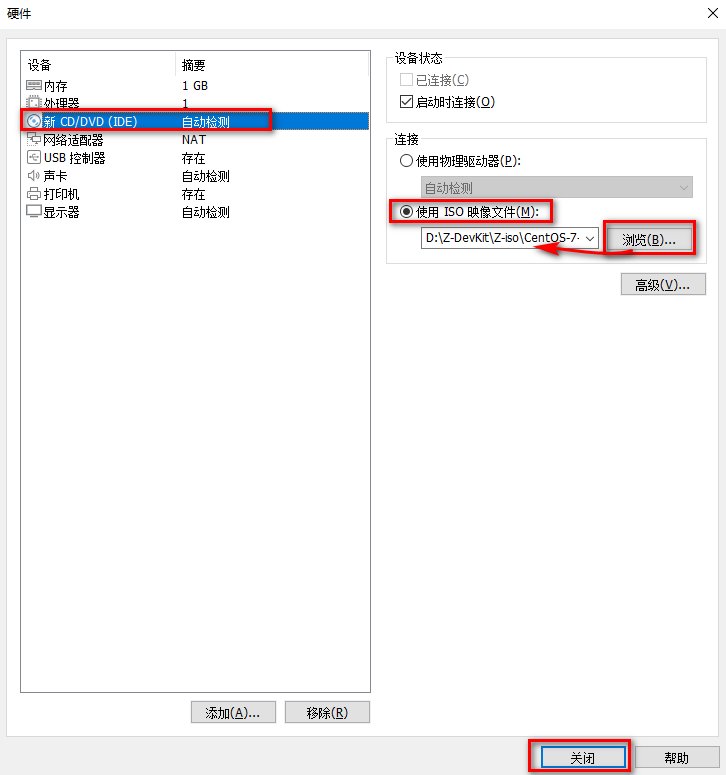 硬件
设备 摘要
内存 1 GB
处理器 1
新 CD/DVD (IDE) 自动检测
网络适配器 NAT
USB 控制器 存在
声卡 自动检测
打印机 存在
显示器 自动检测
添加(A)... 移除(R)
设备状态
已连接(C)
启动时连接(O)
连接
使用物理驱动器(P):
自动检测
使用 ISO 映像文件(M):
D:\Z-DevKit\Z-iso\CentOS-7- 浏览(B)...
高级(V)...
关闭 帮助